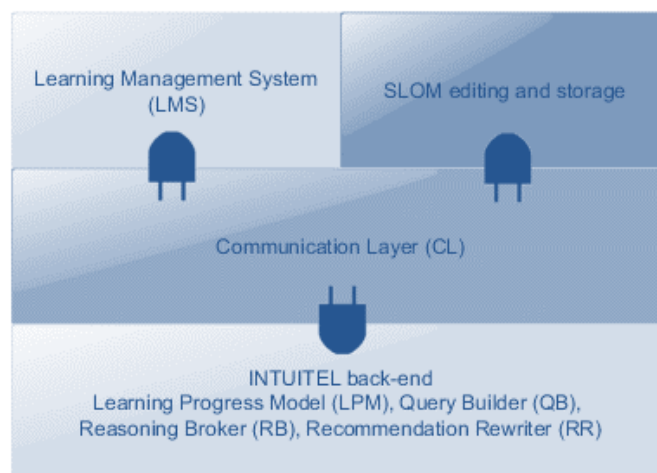 Learning Management System
(LMS)
SLOM editing and storage
Communication Layer (CL)
INTUITEL back-end
Learning Progress Model (LPM), Query Builder (QB),
Reasoning Broker (RB), Recommendation Rewriter (RR)